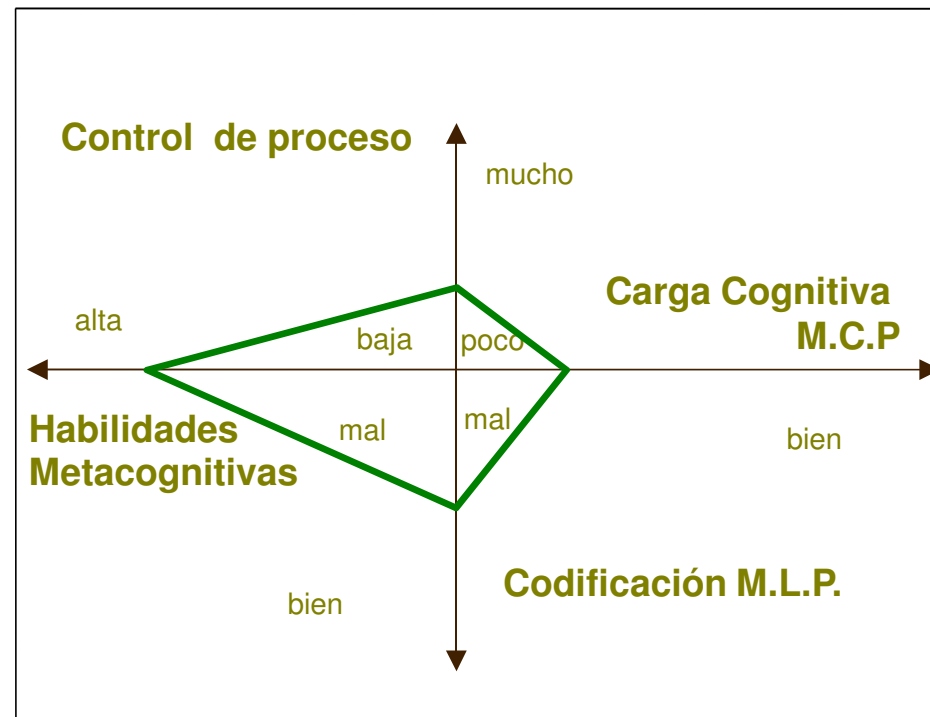 Control de proceso
mucho
Carga Cognitiva
M.C.P
alta
baja
poco
Habilidades
Metacognitivas
mal
mal
bien
Codificación M.L.P.
bien